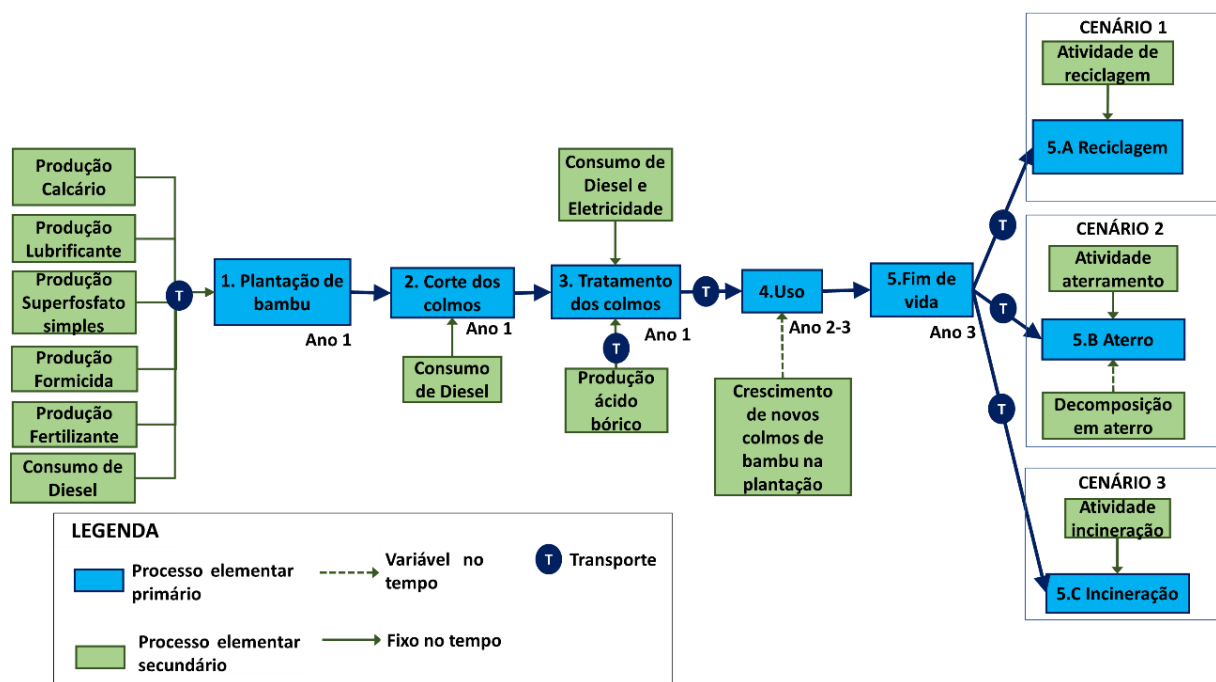 CENÁRIO 1
Atividade de
reciclagem
5.A Reciclagem
T
Produção
Calcário
Produção
Lubrificante
Produção
Superfosfato
simples
Produção
Formicida
Produção
Fertilizante
Consumo de
Diesel
T
1. Plantação de
bambu
Ano 1
2. Corte dos
colmos
Ano 1
Consumo
de Diesel
Consumo de
Diesel e
Eletricidade
3. Tratamento
dos colmos
Ano 1
T
Produção
ácido
bórico
T
4.Uso
Ano 2-3
Crescimento
de novos
colmos de
bambu na
plantação
5.Fim de
vida
Ano 3
CENÁRIO 2
Atividade
aterramento
T
5.B Aterro
Decomposição
em aterro
T
CENÁRIO 3
Atividade
incineração
5.C Incineração
LEGENDA
Processo elementar
primário
Variável no
tempo
T
Transporte
Processo elementar
secundário
Fixo no tempo